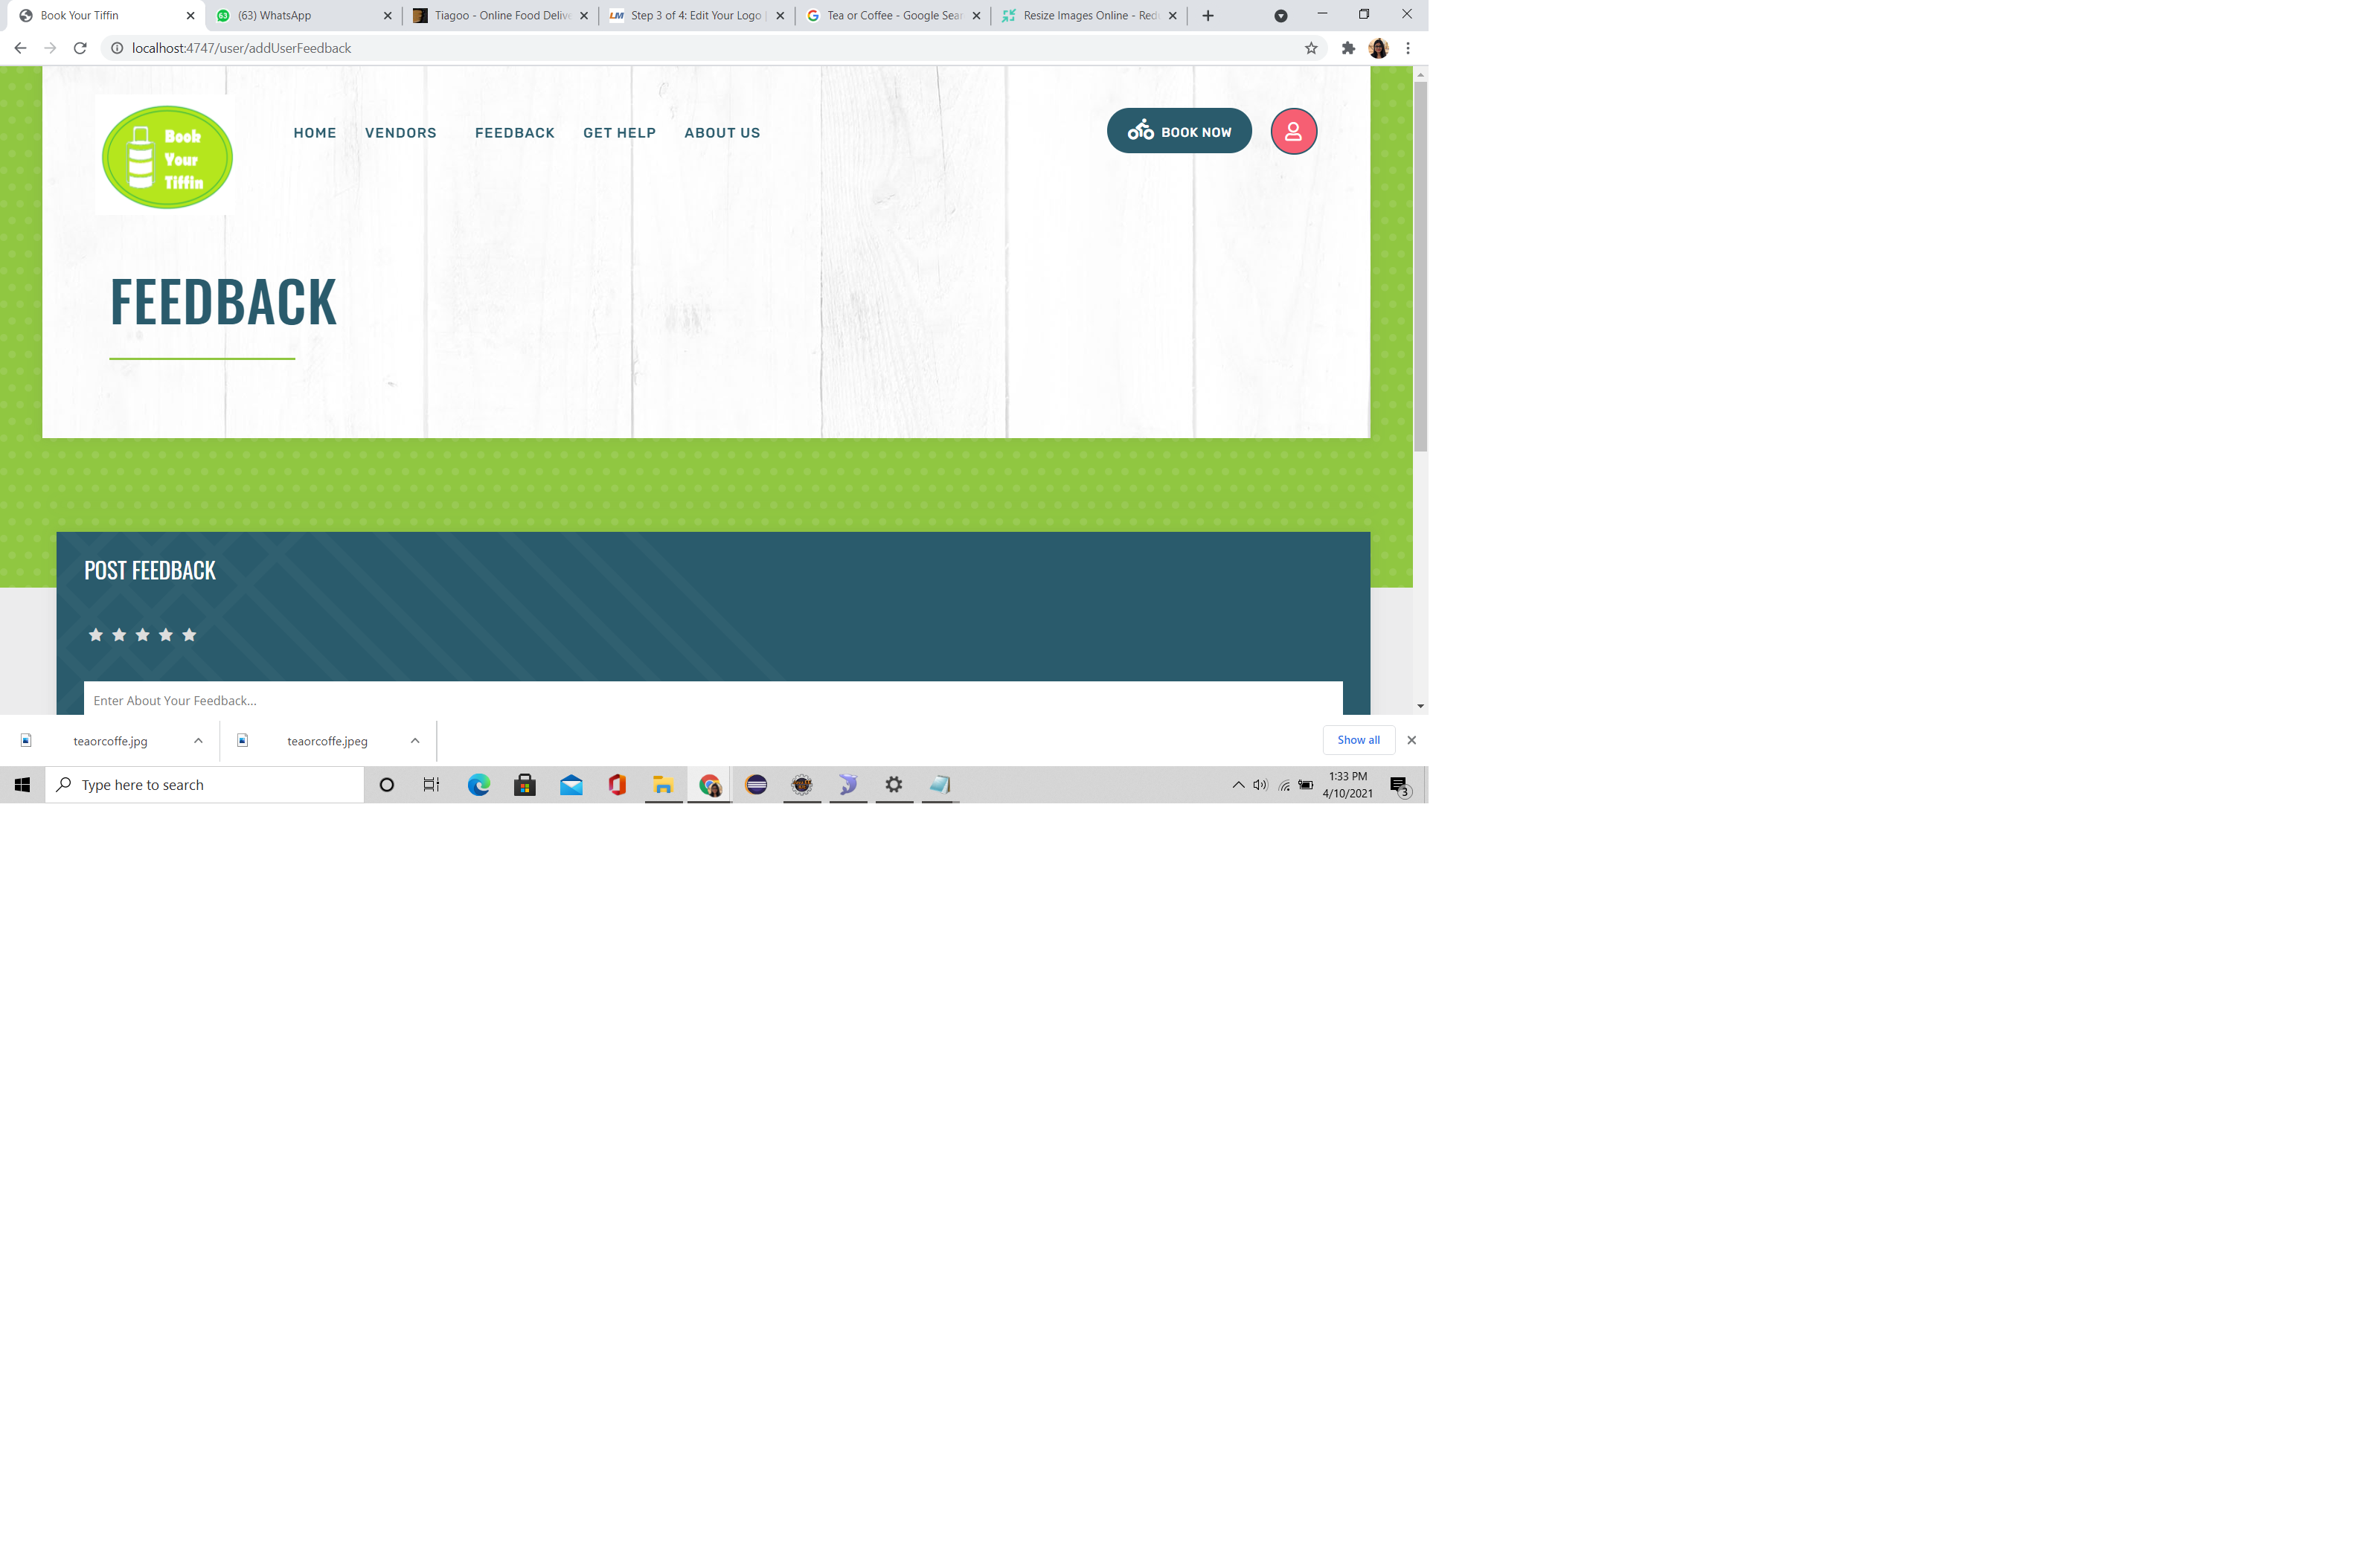 Book Your Tiffin
(63) WhatsApp
Tiagoo - Online Food Delive
Step 3 of 4: Edit Your Logo |
Tea or Coffee - Google Sear
Resize Images Online - Red
localhost:4747/user/addUserFeedback
Book
Your
Tiffin
HOME VENDORS FEEDBACK GET HELP ABOUT US
BOOK NOW
FEEDBACK
POST FEEDBACK
Enter About Your Feedback...
teaorcoffe.jpg
teaorcoffe.jpeg
Show all
Type here to search
1:33 PM
4/10/2021
3